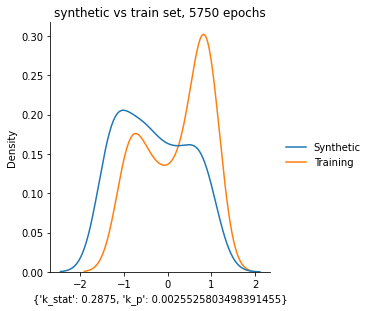 synthetic vs train set, 5750 epochs
0.30
0.25
0.20
0.15
0.10
0.05
0.00
Density
Synthetic
Training
−2 −1 0 1 2
{'k_stat': 0.2875, 'k_p': 0.0025525803498391455}